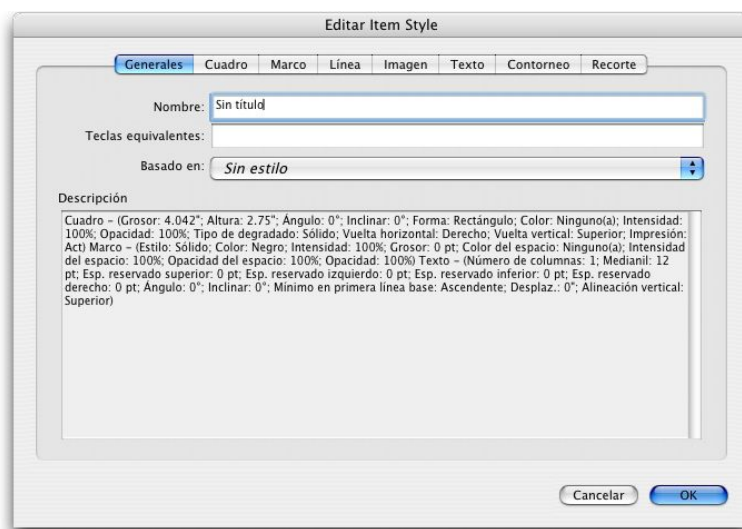 Editar Item Style
Generales Cuadro Marco Línea Imagen Texto Contorneo Recorte
Nombre: Sin título
Teclas equivalentes:
Basado en: Sin estilo
Descripción
Cuadro – (Grosor: 4.042"; Altura: 2.75"; Ángulo: 0°; Inclinar: 0°; Forma: Rectángulo; Color: Ninguno(a); Intensidad:
100%; Opacidad: 100%; Tipo de degradado: Sólido; Vuelta horizontal: Derecho; Vuelta vertical: Superior; Impresión:
Act) Marco – (Estilo: Sólido; Color: Negro; Intensidad: 100%; Grosor: 0 pt; Color del espacio: Ninguno(a); Intensidad
del espacio: 100%; Opacidad del espacio: 100%; Opacidad: 100%) Texto – (Número de columnas: 1; Medianil: 12
pt; Esp. reservado superior: 0 pt; Esp. reservado izquierdo: 0 pt; Esp. reservado inferior: 0 pt; Esp. reservado
derecho: 0 pt; Ángulo: 0°; Inclinar: 0°; Mínimo en primera línea base: Ascendente; Desplaz.: 0"; Alineación vertical:
Superior)
Cancelar OK